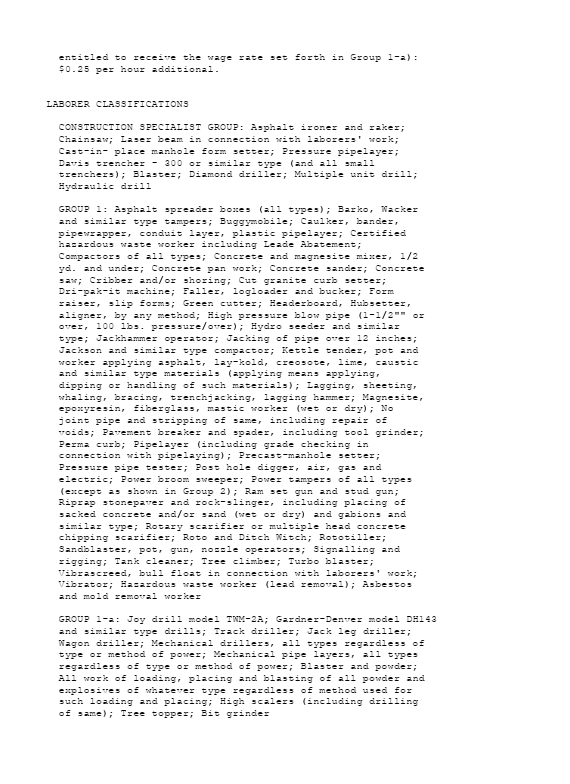 entitled to receive the wage rate set forth in Group 1-a):
$0.25 per hour additional.
LABORER CLASSIFICATIONS
CONSTRUCTION SPECIALIST GROUP: Asphalt ironer and raker;
Chainsaw; Laser beam in connection with laborers' work;
Cast-in- place manhole form setter; Pressure pipelayer;
Davis trencher - 300 or similar type (and all small
trenchers); Blaster; Diamond driller; Multiple unit drill;
Hydraulic drill
GROUP 1: Asphalt spreader boxes (all types); Barko, Wacker
and similar type tampers; Buggymobile; Caulker, bander,
pipewrapper, conduit layer, plastic pipelayer; Certified
hazardous waste worker including Leade Abatement;
Compactors of all types; Concrete and magnesite mixer, 1/2
yd. and under; Concrete pan work; Concrete sander; Concrete
saw; Cribber and/or shoring; Cut granite curb setter;
Dri-pak-it machine; Faller, logloader and bucker; Form
raiser, slip forms; Green cutter; Headerboard, Hubsetter,
aligner, by any method; High pressure blow pipe (1-1/2"" or
over, 100 lbs. pressure/over); Hydro seeder and similar
type; Jackhammer operator; Jacking of pipe over 12 inches;
Jackson and similar type compactor; Kettle tender, pot and
worker applying asphalt, lay-kold, creosote, lime, caustic
and similar type materials (applying means applying,
dipping or handling of such materials); Lagging, sheeting,
whaling, bracing, trenchjacking, lagging hammer; Magnesite,
epoxyresin, fiberglass, mastic worker (wet or dry); No
joint pipe and stripping of same, including repair of
voids; Pavement breaker and spader, including tool grinder;
Perma curb; Pipelayer (including grade checking in
connection with pipelaying); Precast-manhole setter;
Pressure pipe tester; Post hole digger, air, gas and
electric; Power broom sweeper; Power tampers of all types
(except as shown in Group 2); Ram set gun and stud gun;
Riprap stonepaver and rock-slinger, including placing of
sacked concrete and/or sand (wet or dry) and gabions and
similar type; Rotary scarifier or multiple head concrete
chipping scarifier; Roto and Ditch Witch; Rototiller;
Sandblaster, pot, gun, nozzle operators; Signalling and
rigging; Tank cleaner; Tree climber; Turbo blaster;
Vibrascreed, bull float in connection with laborers' work;
Vibrator; Hazardous waste worker (lead removal); Asbestos
and mold removal worker
GROUP 1-a: Joy drill model TWM-2A; Gardner-Denver model DH143
and similar type drills; Track driller; Jack leg driller;
Wagon driller; Mechanical drillers, all types regardless of
type or method of power; Mechanical pipe layers, all types
regardless of type or method of power; Blaster and powder;
All work of loading, placing and blasting of all powder and
explosives of whatever type regardless of method used for
such loading and placing; High scalers (including drilling
of same); Tree topper; Bit grinder